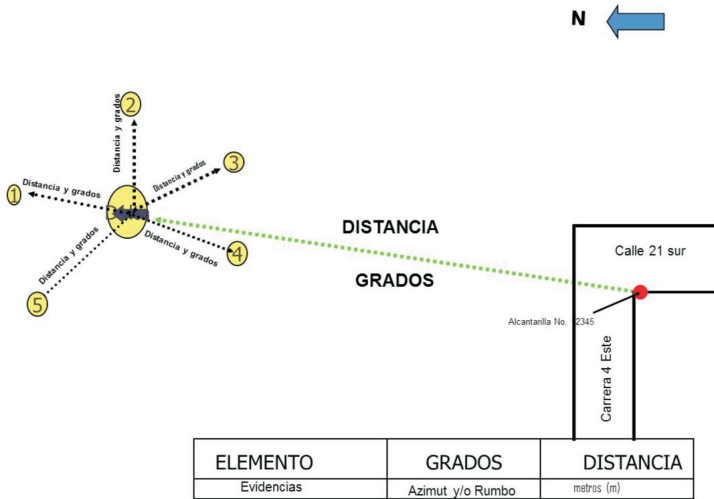 N
2
Distancia y grados
3
Distancia y grados
1
Distancia y grados
Distancia y grados
4
Distancia y grados
5
DISTANCIA
GRADOS
Calle 21 sur
Alcantarilla No. 2345
Carrera 4 Este
ELEMENTO GRADOS DISTANCIA
Evidencias Azimut y/o Rumbo metros (m)